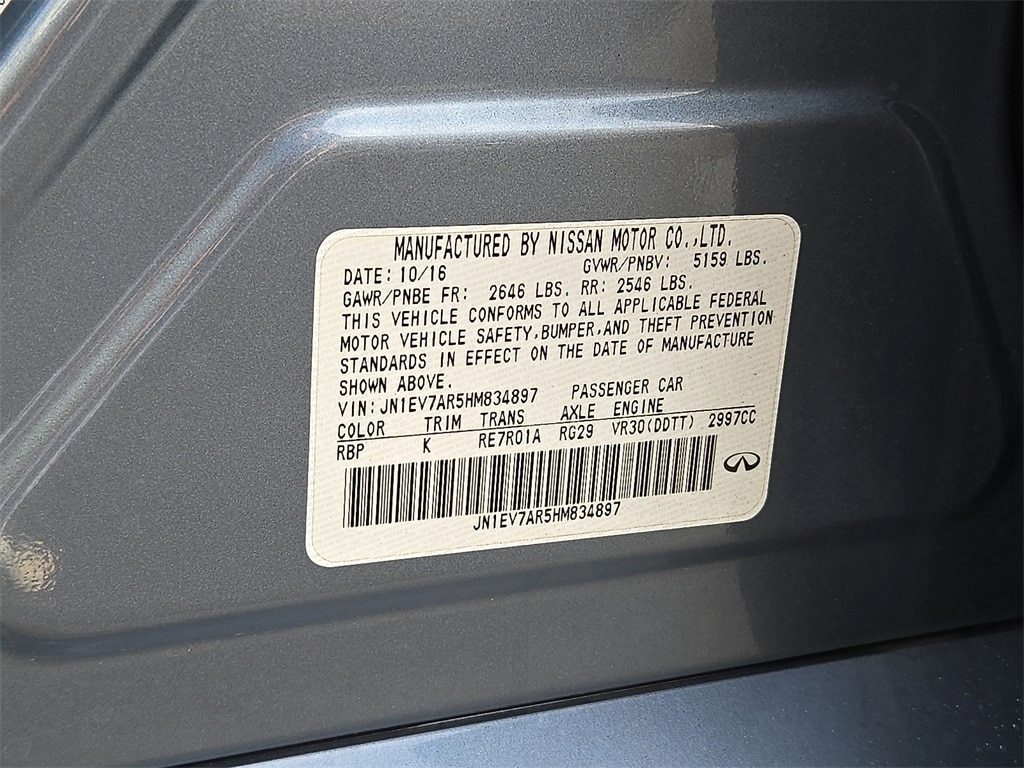 MANUFACTURED BY NISSAN MOTOR CO.,LTD.
DATE: 10/16 GVWR/PNBV: 5159 LBS.
GAWR/PNBE FR: 2646 LBS. RR: 2546 LBS.
THIS VEHICLE CONFORMS TO ALL APPLICABLE FEDERAL
MOTOR VEHICLE SAFETY,BUMPER,AND THEFT PREVENTION
STANDARDS IN EFFECT ON THE DATE OF MANUFACTURE
SHOWN ABOVE.
VIN:JN1EV7AR5HM834897 PASSENGER CAR
COLOR TRIM TRANS AXLE ENGINE
RBP K RE7R01A RG29 VR30(DDTT) 2997CC
JN1EV7AR5HM834897